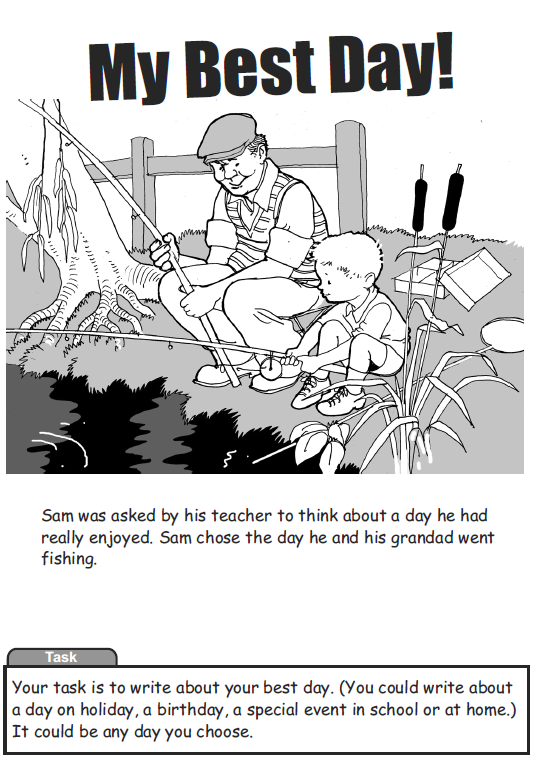 My Best Day!
Sam was asked by his teacher to think about a day he had
really enjoyed. Sam chose the day he and his grandad went
fishing.
Task
Your task is to write about your best day. (You could write about
a day on holiday, a birthday, a special event in school or at home.)
It could be any day you choose.